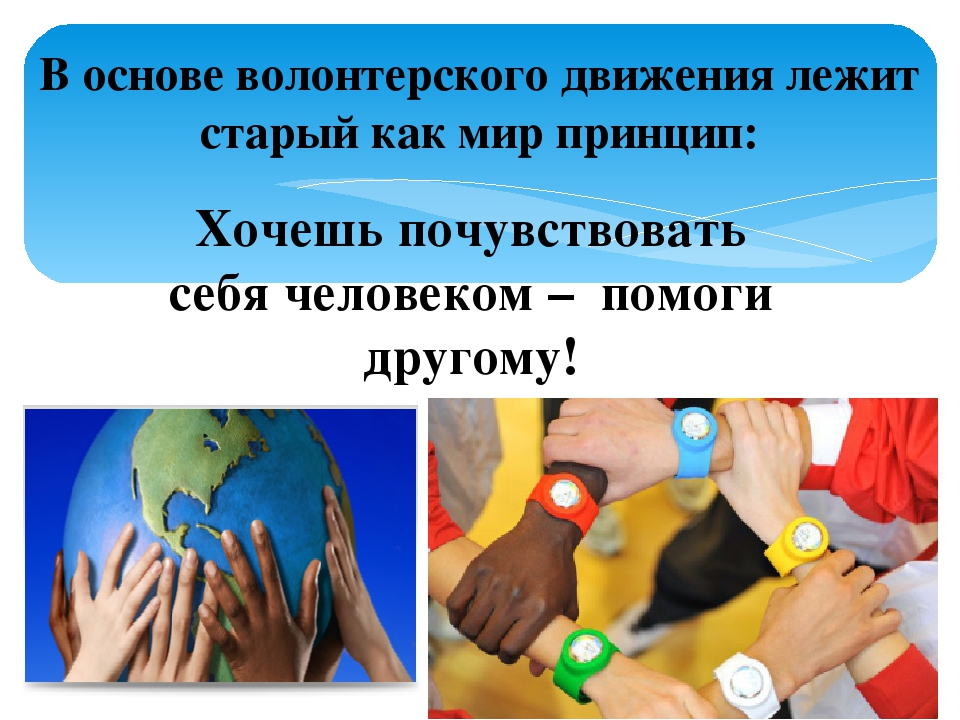 В основе волонтерского движения лежит
старый как мир принцип:
Хочешь почувствовать
себя человеком – помоги
другому!